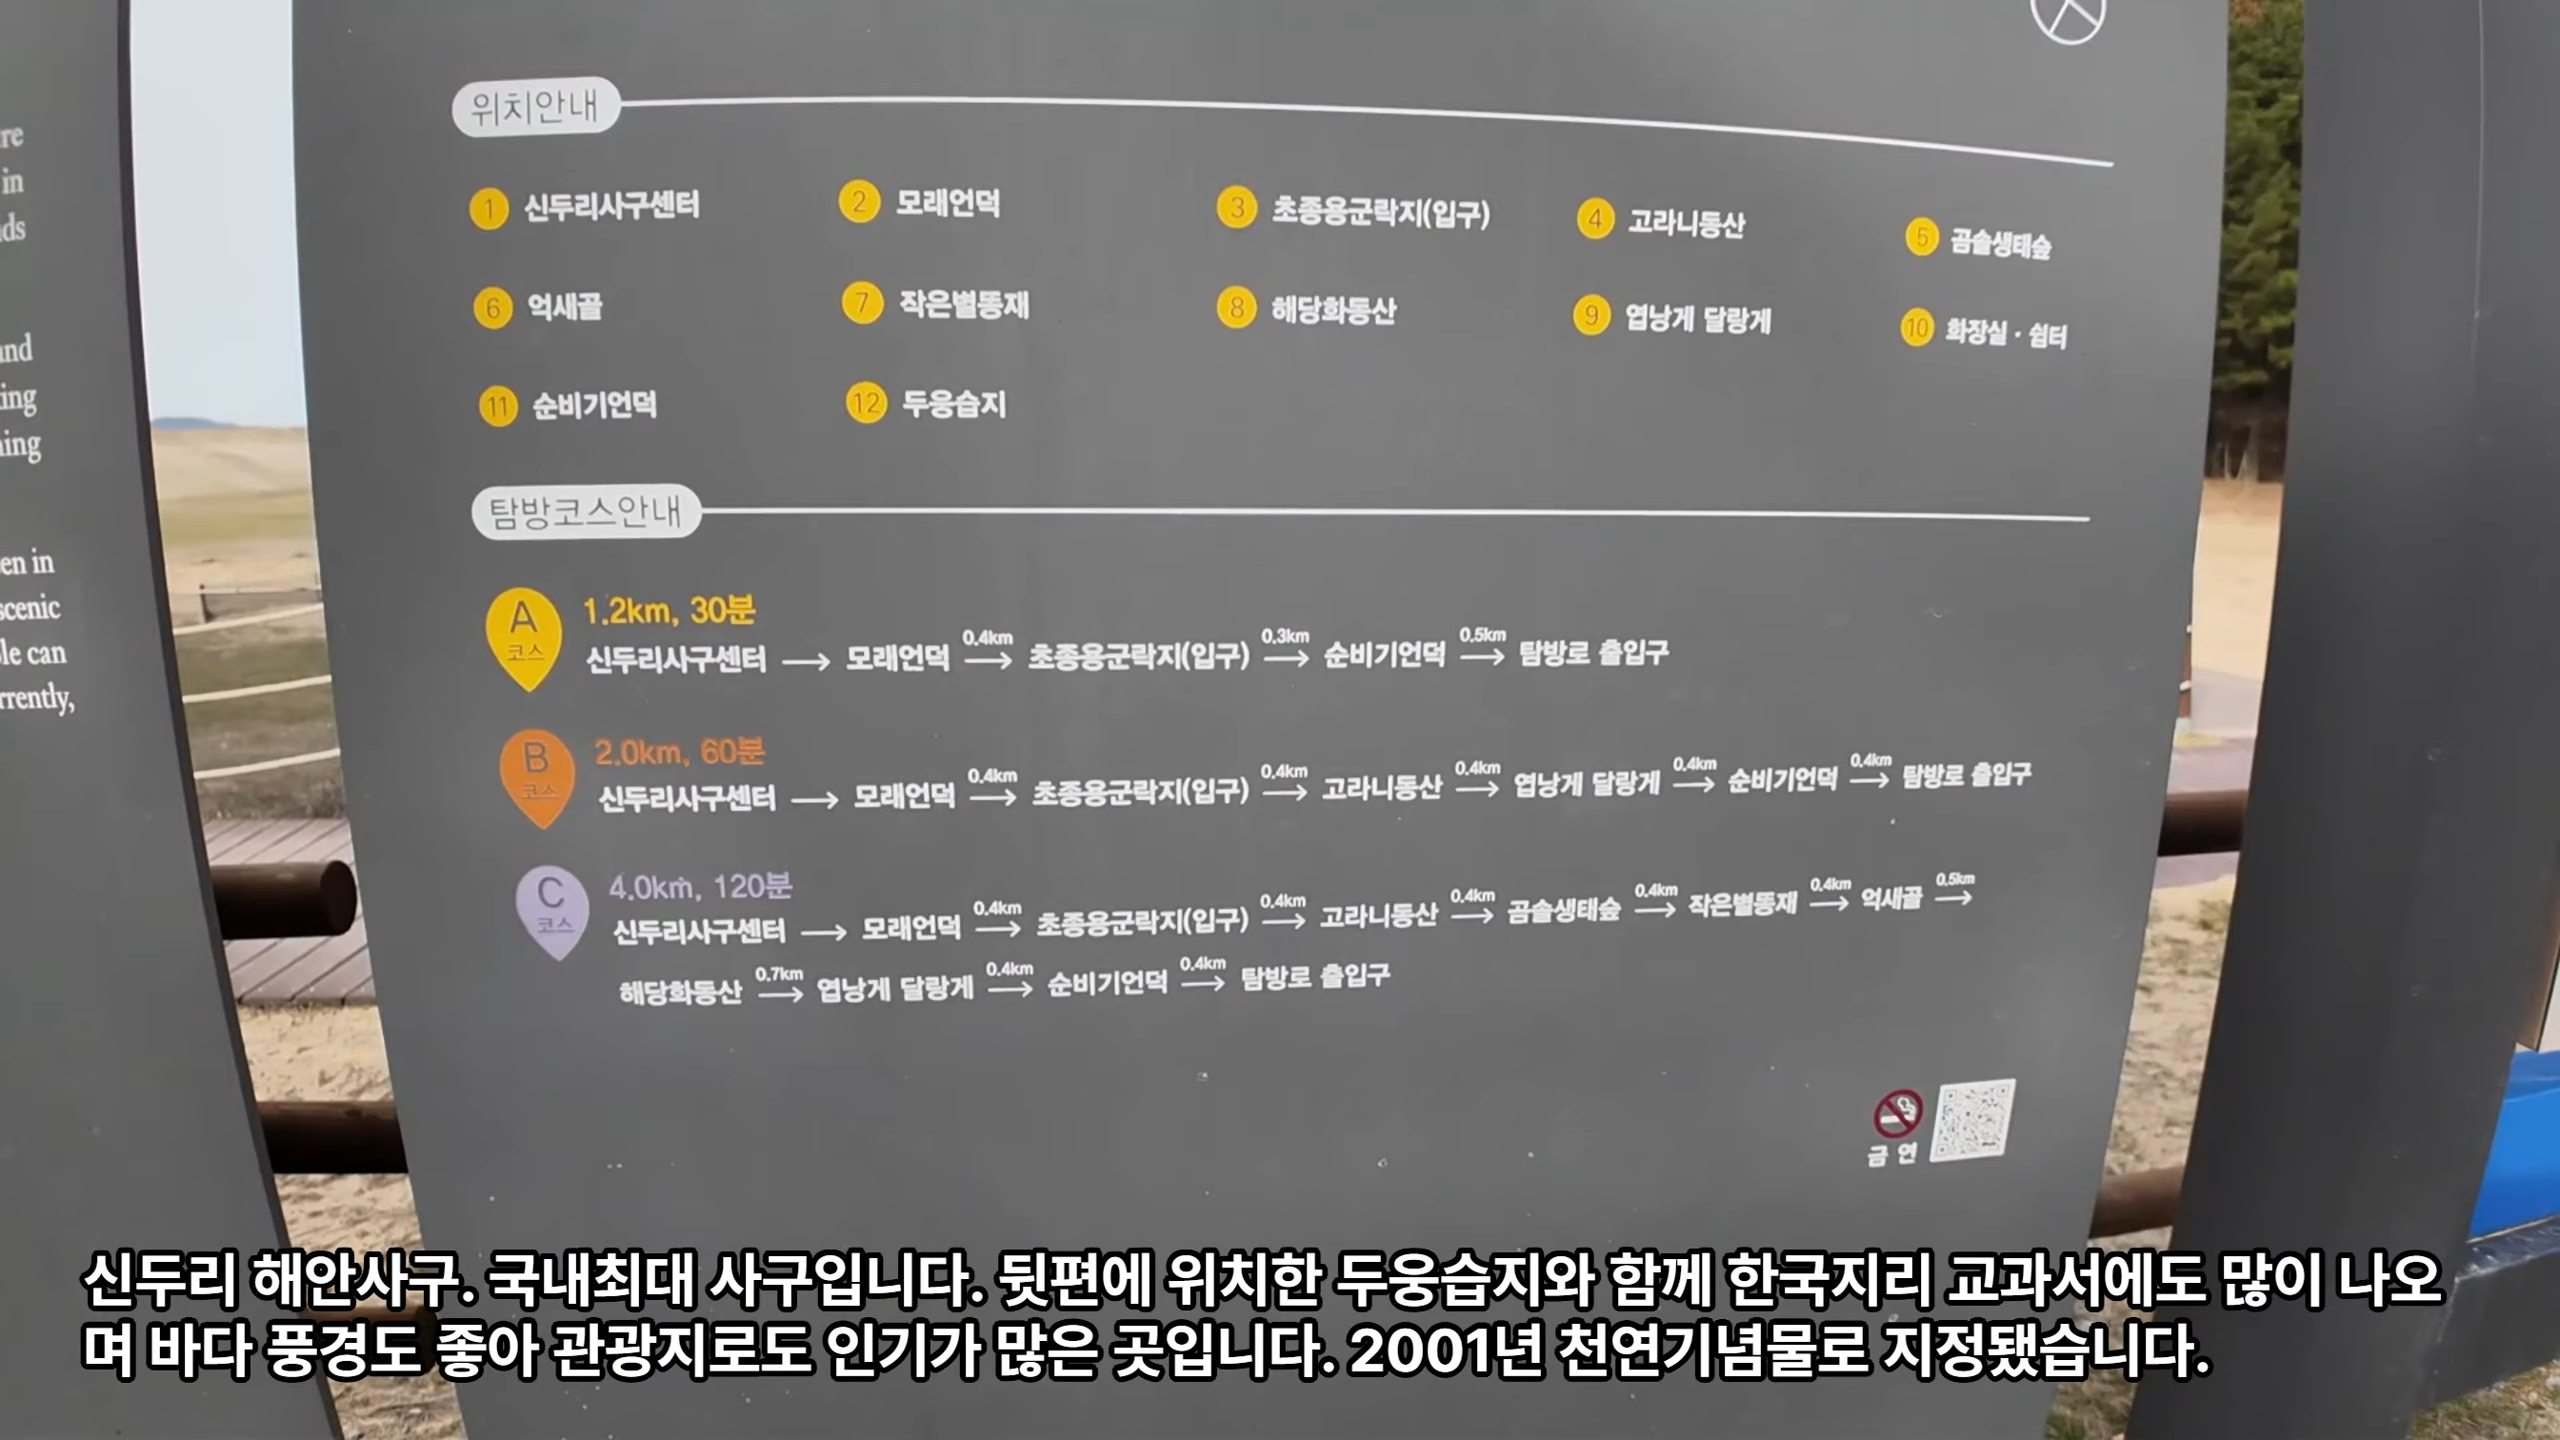 re
in
ds
and
ing
ning
en in
scenic
le can
rrently,
위치안내
1 신두리사구센터 2 모래언덕 3 초종용군락지(입구) 4 고라니동산 5 곰솔생태숲
6 억새골 7 작은별똥재 8 해당화동산 9 엽낭게 달랑게 10 화장실 · 쉼터
11 순비기언덕 12 두웅습지
탐방코스안내
A 코스 1.2km, 30분
신두리사구센터 → 모래언덕 0.4km → 초종용군락지(입구) 0.3km → 순비기언덕 0.5km → 탐방로 출입구
B 코스 2.0km, 60분
신두리사구센터 → 모래언덕 0.4km → 초종용군락지(입구) 0.4km → 고라니동산 0.4km → 엽낭게 달랑게 0.4km → 순비기언덕 0.4km → 탐방로 출입구
C 코스 4.0km, 120분
신두리사구센터 → 모래언덕 0.4km → 초종용군락지(입구) 0.4km → 고라니동산 0.4km → 곰솔생태숲 0.4km → 작은별똥재 0.4km → 억새골 0.5km →
해당화동산 0.7km → 엽낭게 달랑게 0.4km → 순비기언덕 0.4km → 탐방로 출입구
금 연
신두리 해안사구. 국내최대 사구입니다. 뒷편에 위치한 두웅습지와 함께 한국지리 교과서에도 많이 나오
며 바다 풍경도 좋아 관광지로도 인기가 많은 곳입니다. 2001년 천연기념물로 지정됐습니다.